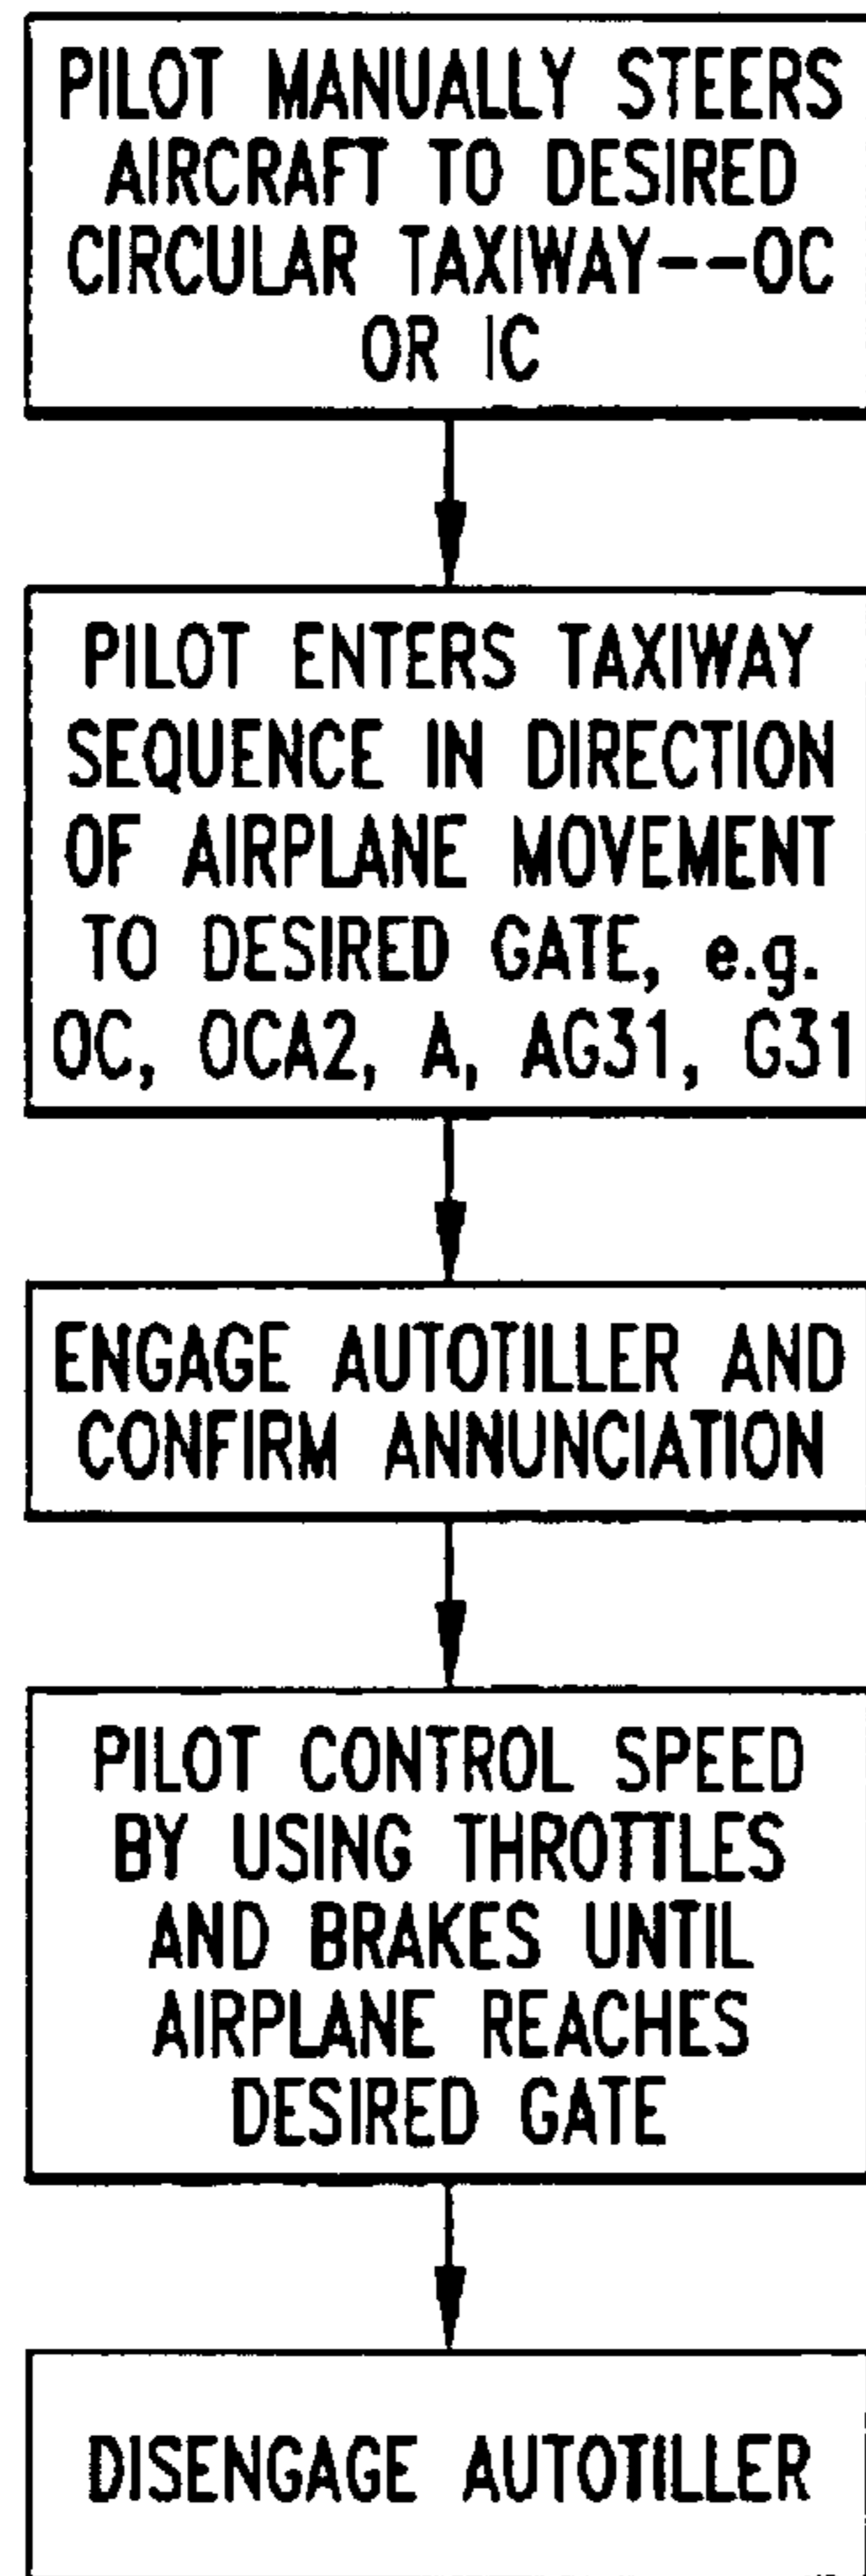 PILOT MANUALLY STEERS
AIRCRAFT TO DESIRED
CIRCULAR TAXIWAY--OC
OR IC
PILOT ENTERS TAXIWAY
SEQUENCE IN DIRECTION
OF AIRPLANE MOVEMENT
TO DESIRED GATE, e.g.
OC, OCA2, A, AG31, G31
ENGAGE AUTOTILLER AND
CONFIRM ANNUNCIATION
PILOT CONTROL SPEED
BY USING THROTTLES
AND BRAKES UNTIL
AIRPLANE REACHES
DESIRED GATE
DISENGAGE AUTOTILLER